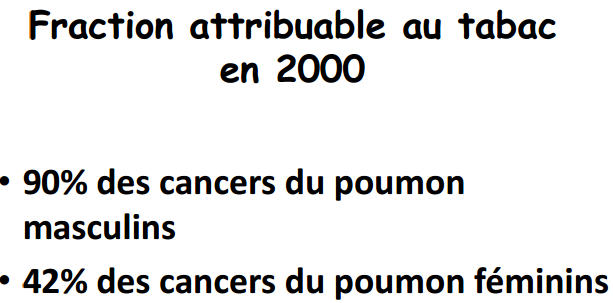 Fraction attribuable au tabac
en 2000
• 90% des cancers du poumon
masculins
• 42% des cancers du poumon féminins